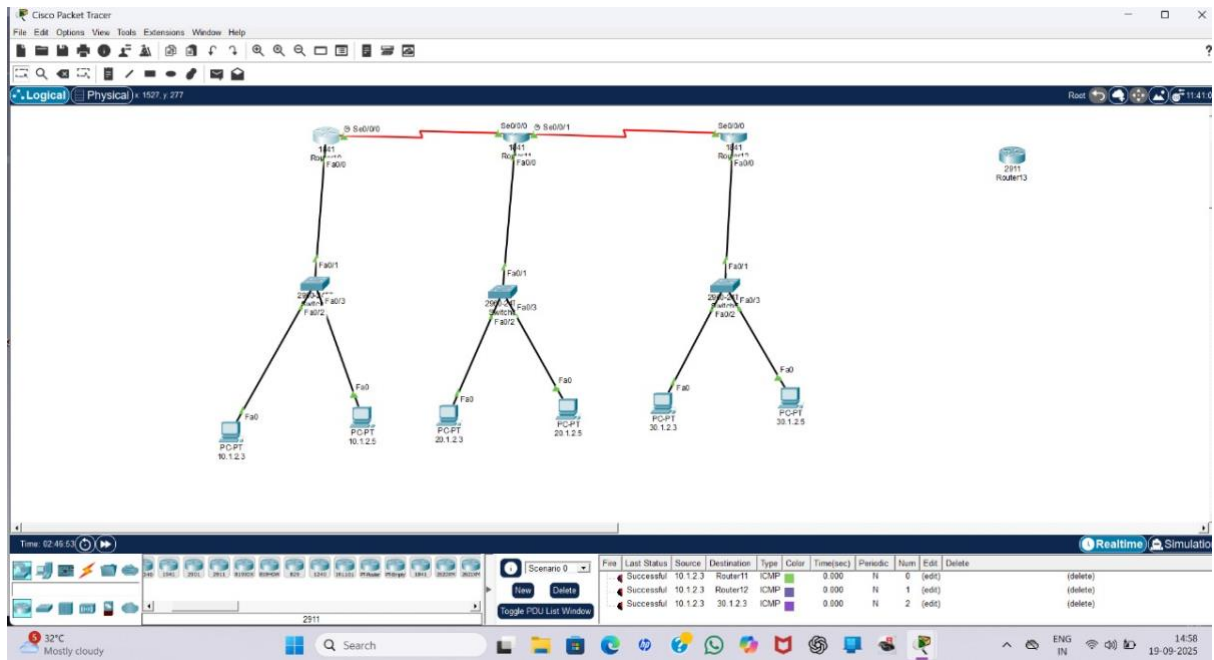 Cisco Packet Tracer
File Edit Options View Tools Extensions Window Help
Logical Physical x 1527, y 277 Root
Se0/0/0 Se0/0/0 Se0/0/1 Se0/0/0
1841 1841 2911
Fa0/0 Fa0/0 Fa0/0 Router13
Fa0/1 Fa0/1 Fa0/1
Fa0/3 Fa0/3 Fa0/3
Fa0/2 Fa0/2 Fa0/2
Fa0 Fa0 Fa0 Fa0 Fa0 Fa0
PC-PT
10.1.2.3
PC-PT
10.1.2.5
PC-PT
20.1.2.3
PC-PT
20.1.2.5
PC-PT
30.1.2.3
PC-PT
30.1.2.5
Time: 02:46:53 Realtime
Scenario 0
New Delete
Toggle PDU List Window
2911
Fire Last Status Source Destination Type Color Time(sec) Periodic Num Edit Delete
Successful 10.1.2.3 Router11 ICMP 0.000 N 0 (edit) (delete)
Successful 10.1.2.3 Router12 ICMP 0.000 N 1 (edit) (delete)
Successful 10.1.2.3 30.1.2.3 ICMP 0.000 N 2 (edit) (delete)
32°C
Mostly cloudy
Search
ENG
IN
14:58
19-09-2025